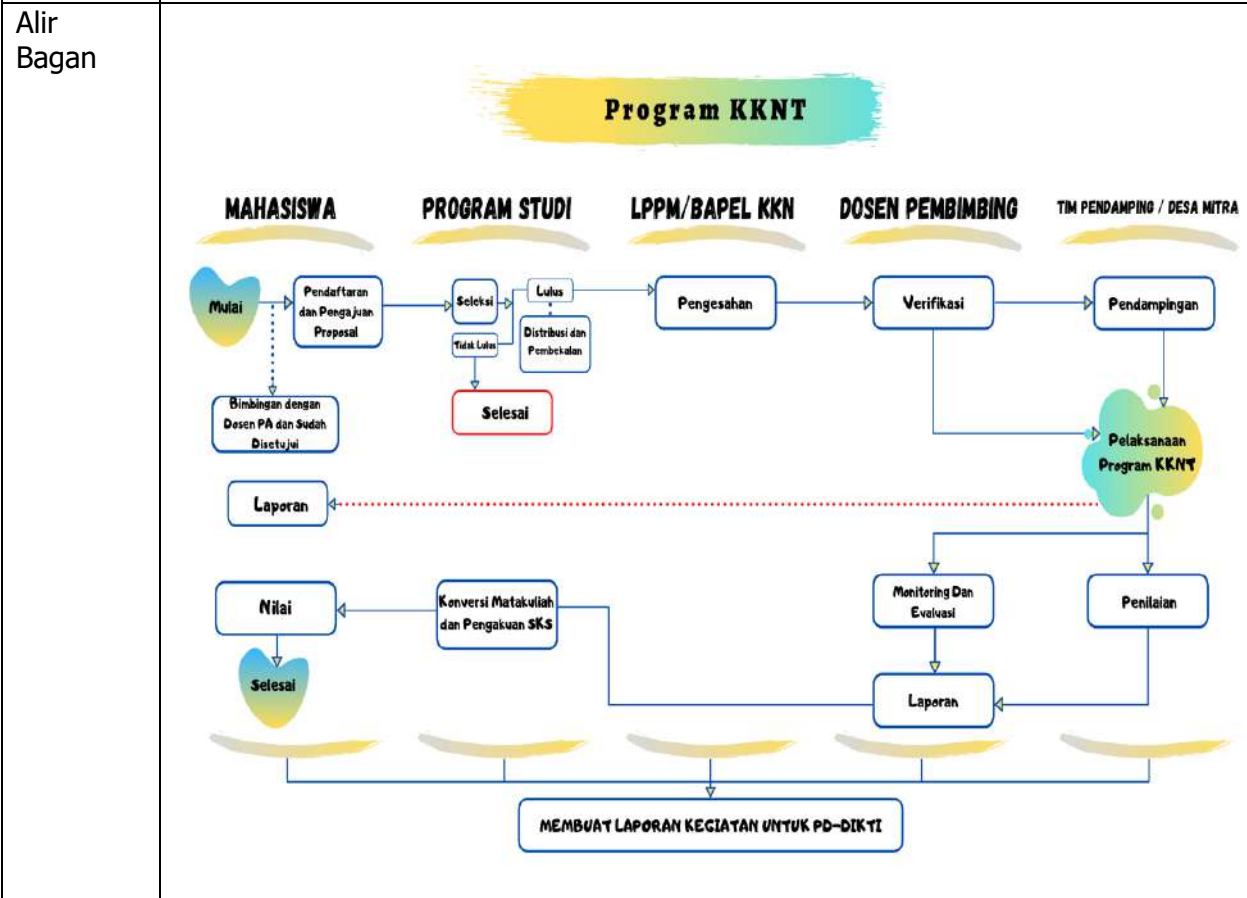 Alir
Bagan
Program KKNT
MAHASISWA
PROGRAM STUDI
LPPM/BAPEL KKN
DOSEN PEMBIMBING
TIM PENDAMPING / DESA MITRA
Mulai
Pendaftaran
dan Pengajuan
Proposal
Seleksi
Lulus
Tidak Lulus
Distribusi dan
Pembekalan
Pengesahan
Verifikasi
Pendampingan
Bimbingan dengan
Dosen PA dan Sudah
Disetujui
Selesai
Pelaksanaan
Program KKNT
Laporan
Nilai
Konversi Matakuliah
dan Pengakuan SKS
Monitoring Dan
Evaluasi
Penilaian
Selesai
Laporan
MEMBUAT LAPORAN KEGIATAN UNTUK PD-DIKTI